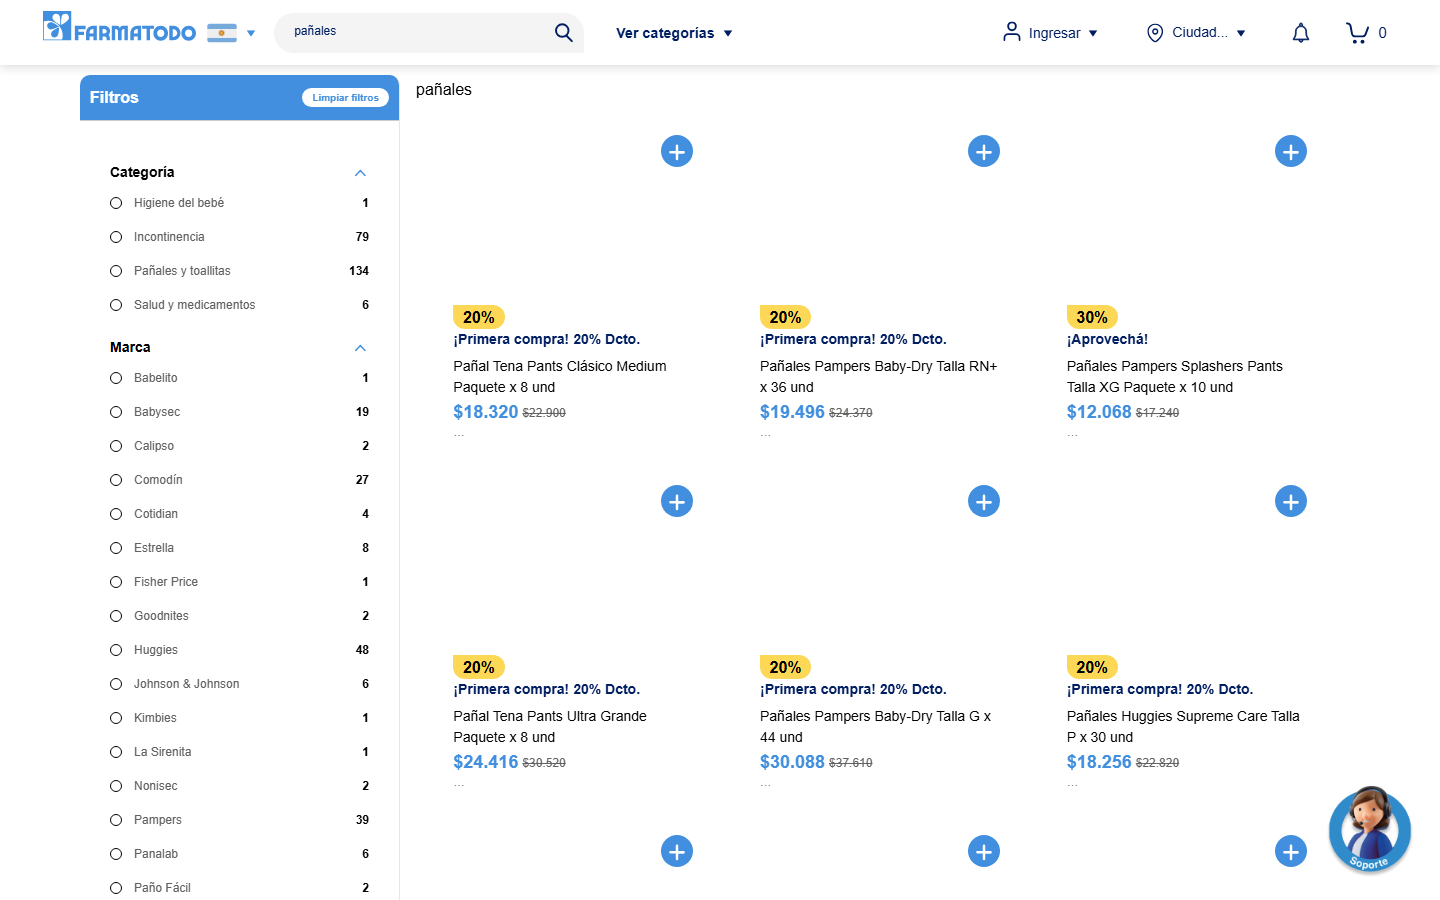 FARMATODO
pañales
Ver categorías
Ingresar
Ciudad...
0
Filtros
Limpiar filtros
Categoría
Higiene del bebé 1
Incontinencia 79
Pañales y toallitas 134
Salud y medicamentos 6
Marca
Babelito 1
Babysec 19
Calipso 2
Comodín 27
Cotidian 4
Estrella 8
Fisher Price 1
Goodnites 2
Huggies 48
Johnson & Johnson 6
Kimbies 1
La Sirenita 1
Nonisec 2
Pampers 39
Panalab 6
Paño Fácil 2
pañales
20%
¡Primera compra! 20% Dcto.
Pañal Tena Pants Clásico Medium
Paquete x 8 und
$18.320 $22.900
...
20%
¡Primera compra! 20% Dcto.
Pañales Pampers Baby-Dry Talla RN+
x 36 und
$19.496 $24.370
...
30%
¡Aprovechá!
Pañales Pampers Splashers Pants
Talla XG Paquete x 10 und
$12.068 $17.240
...
20%
¡Primera compra! 20% Dcto.
Pañal Tena Pants Ultra Grande
Paquete x 8 und
$24.416 $30.520
...
20%
¡Primera compra! 20% Dcto.
Pañales Pampers Baby-Dry Talla G x
44 und
$30.088 $37.610
...
20%
¡Primera compra! 20% Dcto.
Pañales Huggies Supreme Care Talla
P x 30 und
$18.256 $22.820
...
Soporte